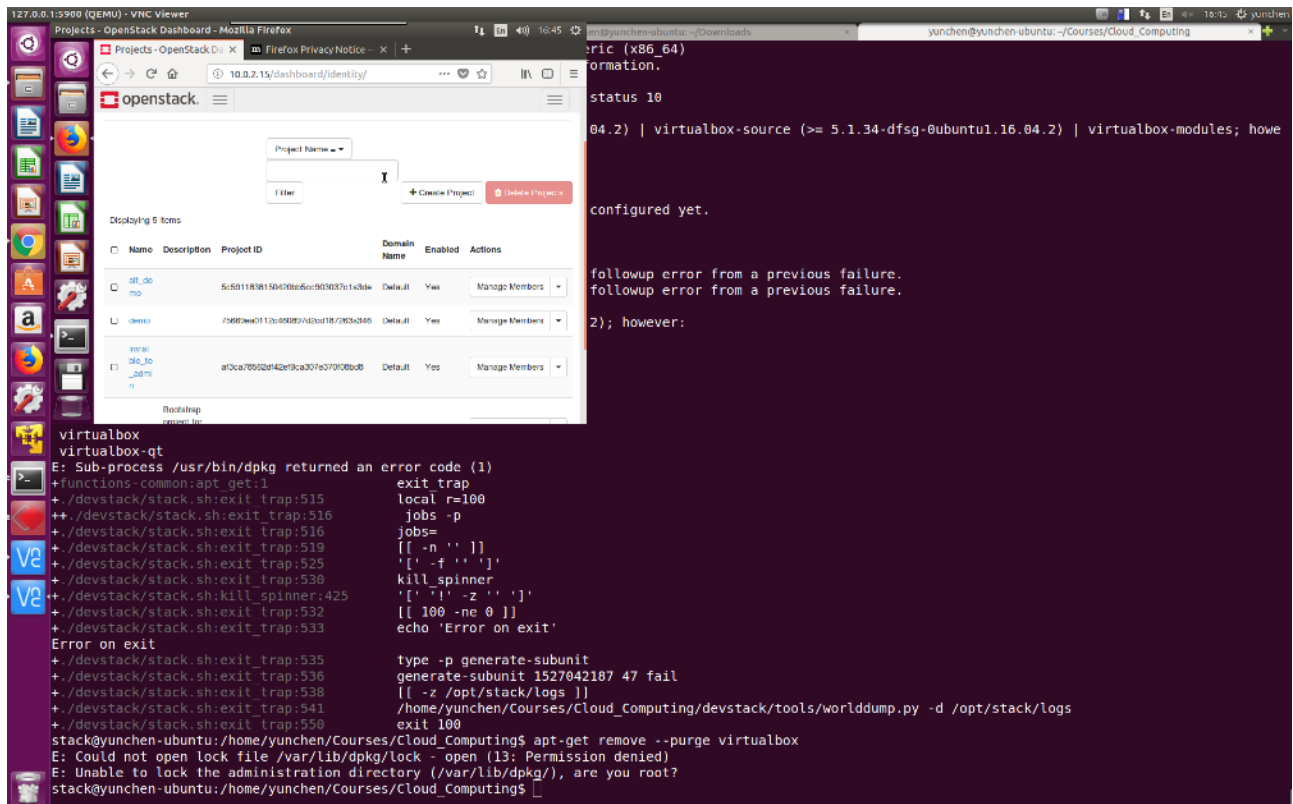 127.0.0.1:5900 (QEMU) - VNC Viewer
16:45 yunchen
Projects - OpenStack Dashboard - Mozilla Firefox
En 16:45
en@yunchen-ubuntu: ~/Downloads
yunchen@yunchen-ubuntu: ~/Courses/Cloud_Computing
Projects - OpenStack Da
Firefox Privacy Notice —
10.0.2.15/dashboard/identity/
openstack.
Project Name = 
Filter
Create Project
Delete Projects
Displaying 5 items
Name Description Project ID Domain Name Enabled Actions
alt_demo
Default Yes Manage Members
demo
Default Yes Manage Members
invisible_to_admin
Default Yes Manage Members
Bootstrap
project for
eric (x86_64)
formation.
status 10
04.2) | virtualbox-source (>= 5.1.34-dfsg-0ubuntu1.16.04.2) | virtualbox-modules; howe
configured yet.
followup error from a previous failure.
followup error from a previous failure.
2); however:
virtualbox
virtualbox-qt
E: Sub-process /usr/bin/dpkg returned an error code (1)
+functions-common:apt_get:1 exit_trap
+./devstack/stack.sh:exit_trap:515 local r=100
++./devstack/stack.sh:exit_trap:516 jobs -p
+./devstack/stack.sh:exit_trap:516 jobs=
+./devstack/stack.sh:exit_trap:519 [[ -n '' ]]
+./devstack/stack.sh:exit_trap:525 '[' -f '' ']'
+./devstack/stack.sh:exit_trap:530 kill_spinner
+./devstack/stack.sh:kill_spinner:425 '[' '!' -z '' ']'
+./devstack/stack.sh:exit_trap:532 [[ 100 -ne 0 ]]
+./devstack/stack.sh:exit_trap:533 echo 'Error on exit'
Error on exit
+./devstack/stack.sh:exit_trap:535 type -p generate-subunit
+./devstack/stack.sh:exit_trap:536 generate-subunit 1527042187 47 fail
+./devstack/stack.sh:exit_trap:538 [[ -z /opt/stack/logs ]]
+./devstack/stack.sh:exit_trap:541 /home/yunchen/Courses/Cloud_Computing/devstack/tools/worlddump.py -d /opt/stack/logs
+./devstack/stack.sh:exit_trap:550 exit 100
stack@yunchen-ubuntu:/home/yunchen/Courses/Cloud_Computing$ apt-get remove --purge virtualbox
E: Could not open lock file /var/lib/dpkg/lock - open (13: Permission denied)
E: Unable to lock the administration directory (/var/lib/dpkg/), are you root?
stack@yunchen-ubuntu:/home/yunchen/Courses/Cloud_Computing$